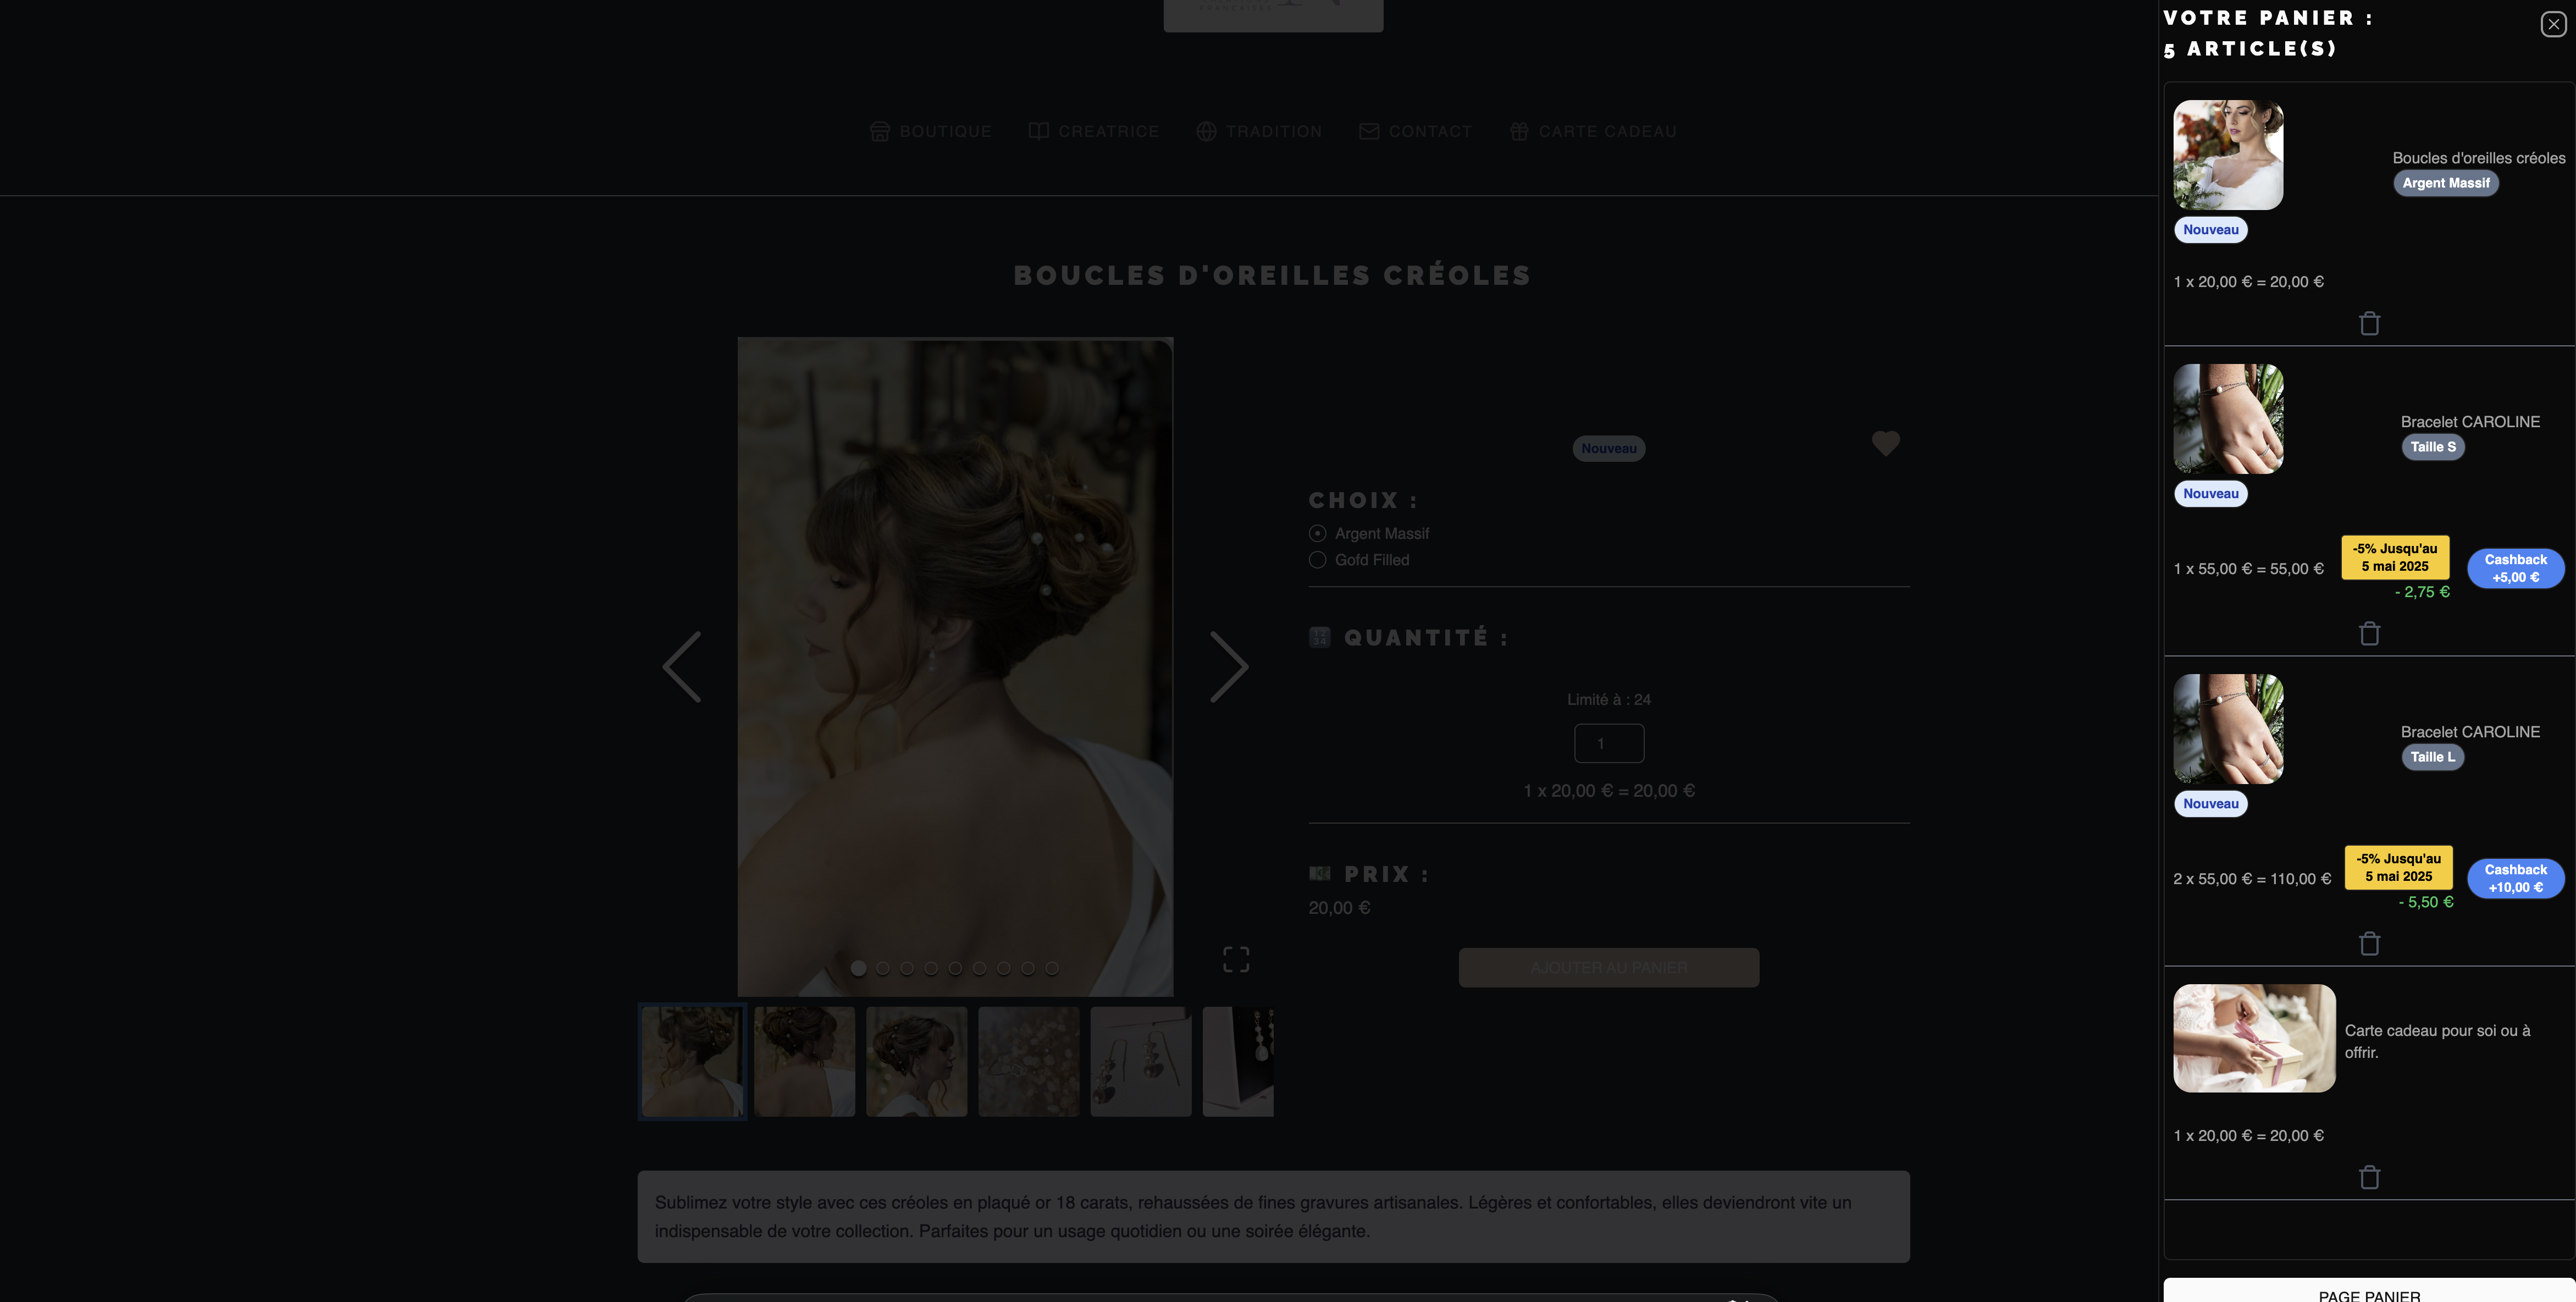 FRANÇAISES
BOUTIQUE
CREATRICE
TRADITION
CONTACT
CARTE CADEAU
BOUCLES D'OREILLES CRÉOLES
Nouveau
CHOIX :
Argent Massif
Gofd Filled
QUANTITÉ :
Limité à : 24
1
1 x 20,00 € = 20,00 €
PRIX :
20,00 €
AJOUTER AU PANIER
Sublimez votre style avec ces créoles en plaqué or 18 carats, rehaussées de fines gravures artisanales. Légères et confortables, elles deviendront vite un
indispensable de votre collection. Parfaites pour un usage quotidien ou une soirée élégante.
VOTRE PANIER :
5 ARTICLE(S)
Boucles d'oreilles créoles
Argent Massif
Nouveau
1 x 20,00 € = 20,00 €
Bracelet CAROLINE
Taille S
Nouveau
1 x 55,00 € = 55,00 €
-5% Jusqu'au
5 mai 2025
- 2,75 €
Cashback
+5,00 €
Bracelet CAROLINE
Taille L
Nouveau
2 x 55,00 € = 110,00 €
-5% Jusqu'au
5 mai 2025
- 5,50 €
Cashback
+10,00 €
Carte cadeau pour soi ou à
offrir.
1 x 20,00 € = 20,00 €
PAGE PANIER